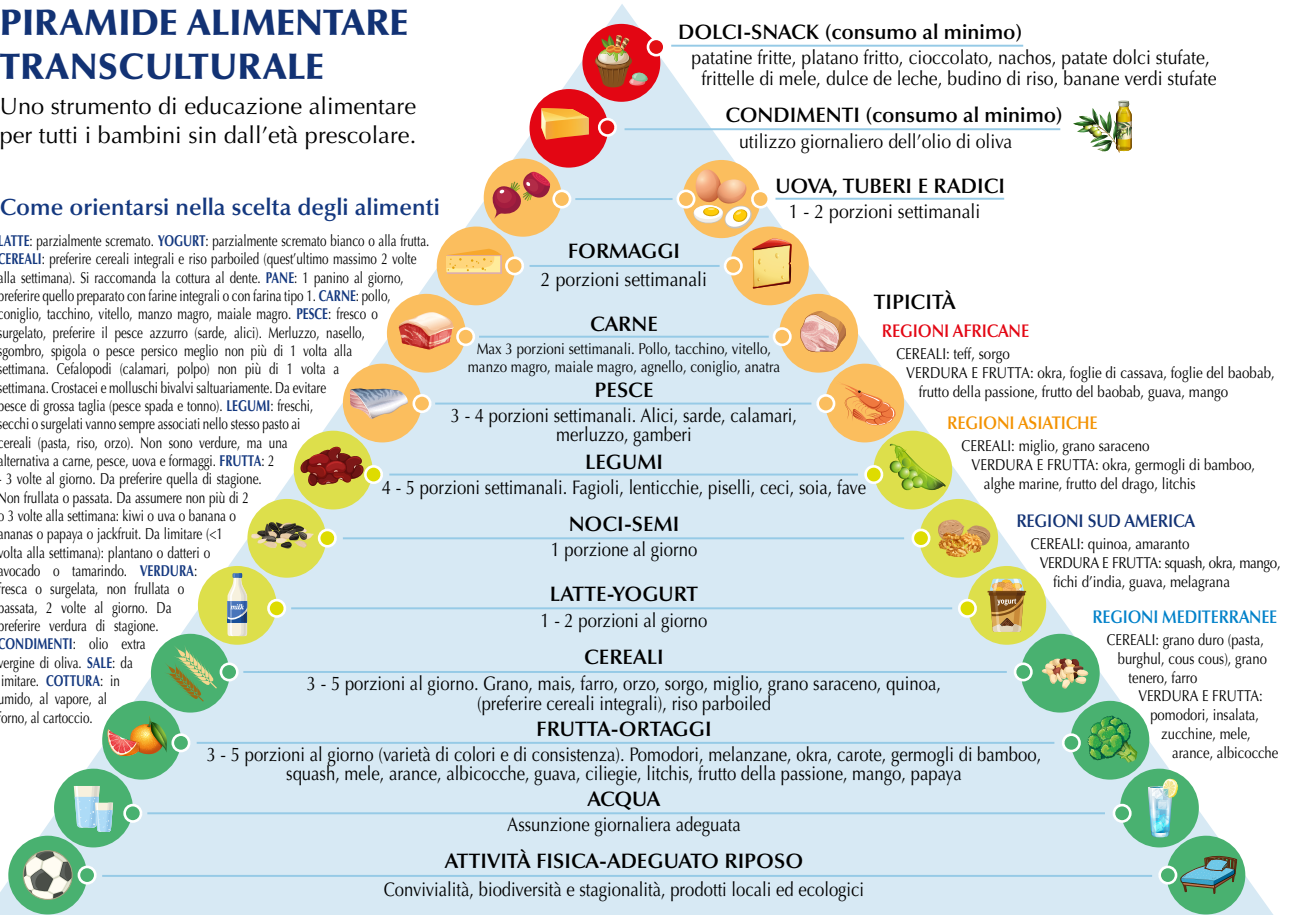 PIRAMIDE ALIMENTARE
TRANSCULTURALE
Uno strumento di educazione alimentare
per tutti i bambini sin dall'età prescolare.
Come orientarsi nella scelta degli alimenti
LATTE: parzialmente scremato. YOGURT: parzialmente scremato bianco o alla frutta.
CEREALI: preferire cereali integrali e riso parboiled (quest'ultimo massimo 2 volte
alla settimana). Si raccomanda la cottura al dente. PANE: 1 panino al giorno,
preferire quello preparato con farine integrali o con farina tipo 1. CARNE: pollo,
coniglio, tacchino, vitello, manzo magro, maiale magro. PESCE: fresco o
surgelato, preferire il pesce azzurro (sarde, alici). Merluzzo, nasello,
sgombro, spigola o pesce persico meglio non più di 1 volta alla
settimana. Cefalopodi (calamari, polpo) non più di 1 volta a
settimana. Crostacei e molluschi bivalvi saltuariamente. Da evitare
pesce di grossa taglia (pesce spada e tonno). LEGUMI: freschi,
secchi o surgelati vanno sempre associati nello stesso pasto ai
cereali (pasta, riso, orzo). Non sono verdure, ma una
alternativa a carne, pesce, uova e formaggi. FRUTTA: 2
- 3 volte al giorno. Da preferire quella di stagione.
Non frullata o passata. Da assumere non più di 2
o 3 volte alla settimana: kiwi o uva o banana o
ananas o papaya o jackfruit. Da limitare (<1
volta alla settimana): plantano o datteri o
avocado o tamarindo. VERDURA:
fresca o surgelata, non frullata o
passata, 2 volte al giorno. Da
preferire verdura di stagione.
CONDIMENTI: olio extra
vergine di oliva. SALE: da
limitare. COTTURA: in
umido, al vapore, al
forno, al cartoccio.
DOLCI-SNACK (consumo al minimo)
patatine fritte, platano fritto, cioccolato, nachos, patate dolci stufate,
frittelle di mele, dulce de leche, budino di riso, banane verdi stufate
CONDIMENTI (consumo al minimo)
utilizzo giornaliero dell'olio di oliva
UOVA, TUBERI E RADICI
1 - 2 porzioni settimanali
FORMAGGI
2 porzioni settimanali
CARNE
Max 3 porzioni settimanali. Pollo, tacchino, vitello,
manzo magro, maiale magro, agnello, coniglio, anatra
PESCE
3 - 4 porzioni settimanali. Alici, sarde, calamari,
merluzzo, gamberi
LEGUMI
4 - 5 porzioni settimanali. Fagioli, lenticchie, piselli, ceci, soia, fave
NOCI-SEMI
1 porzione al giorno
LATTE-YOGURT
1 - 2 porzioni al giorno
milk
yogurt
CEREALI
3 - 5 porzioni al giorno. Grano, mais, farro, orzo, sorgo, miglio, grano saraceno, quinoa,
(preferire cereali integrali), riso parboiled
FRUTTA-ORTAGGI
3 - 5 porzioni al giorno (varietà di colori e di consistenza). Pomodori, melanzane, okra, carote, germogli di bamboo,
squash, mele, arance, albicocche, guava, ciliegie, litchis, frutto della passione, mango, papaya
ACQUA
Assunzione giornaliera adeguata
ATTIVITÀ FISICA-ADEGUATO RIPOSO
Convivialità, biodiversità e stagionalità, prodotti locali ed ecologici
TIPICITÀ
REGIONI AFRICANE
CEREALI: teff, sorgo
VERDURA E FRUTTA: okra, foglie di cassava, foglie del baobab,
frutto della passione, frutto del baobab, guava, mango
REGIONI ASIATICHE
CEREALI: miglio, grano saraceno
VERDURA E FRUTTA: okra, germogli di bamboo,
alghe marine, frutto del drago, litchis
REGIONI SUD AMERICA
CEREALI: quinoa, amaranto
VERDURA E FRUTTA: squash, okra, mango,
fichi d'india, guava, melagrana
REGIONI MEDITERRANEE
CEREALI: grano duro (pasta,
burghul, cous cous), grano
tenero, farro
VERDURA E FRUTTA:
pomodori, insalata,
zucchine, mele,
arance, albicocche